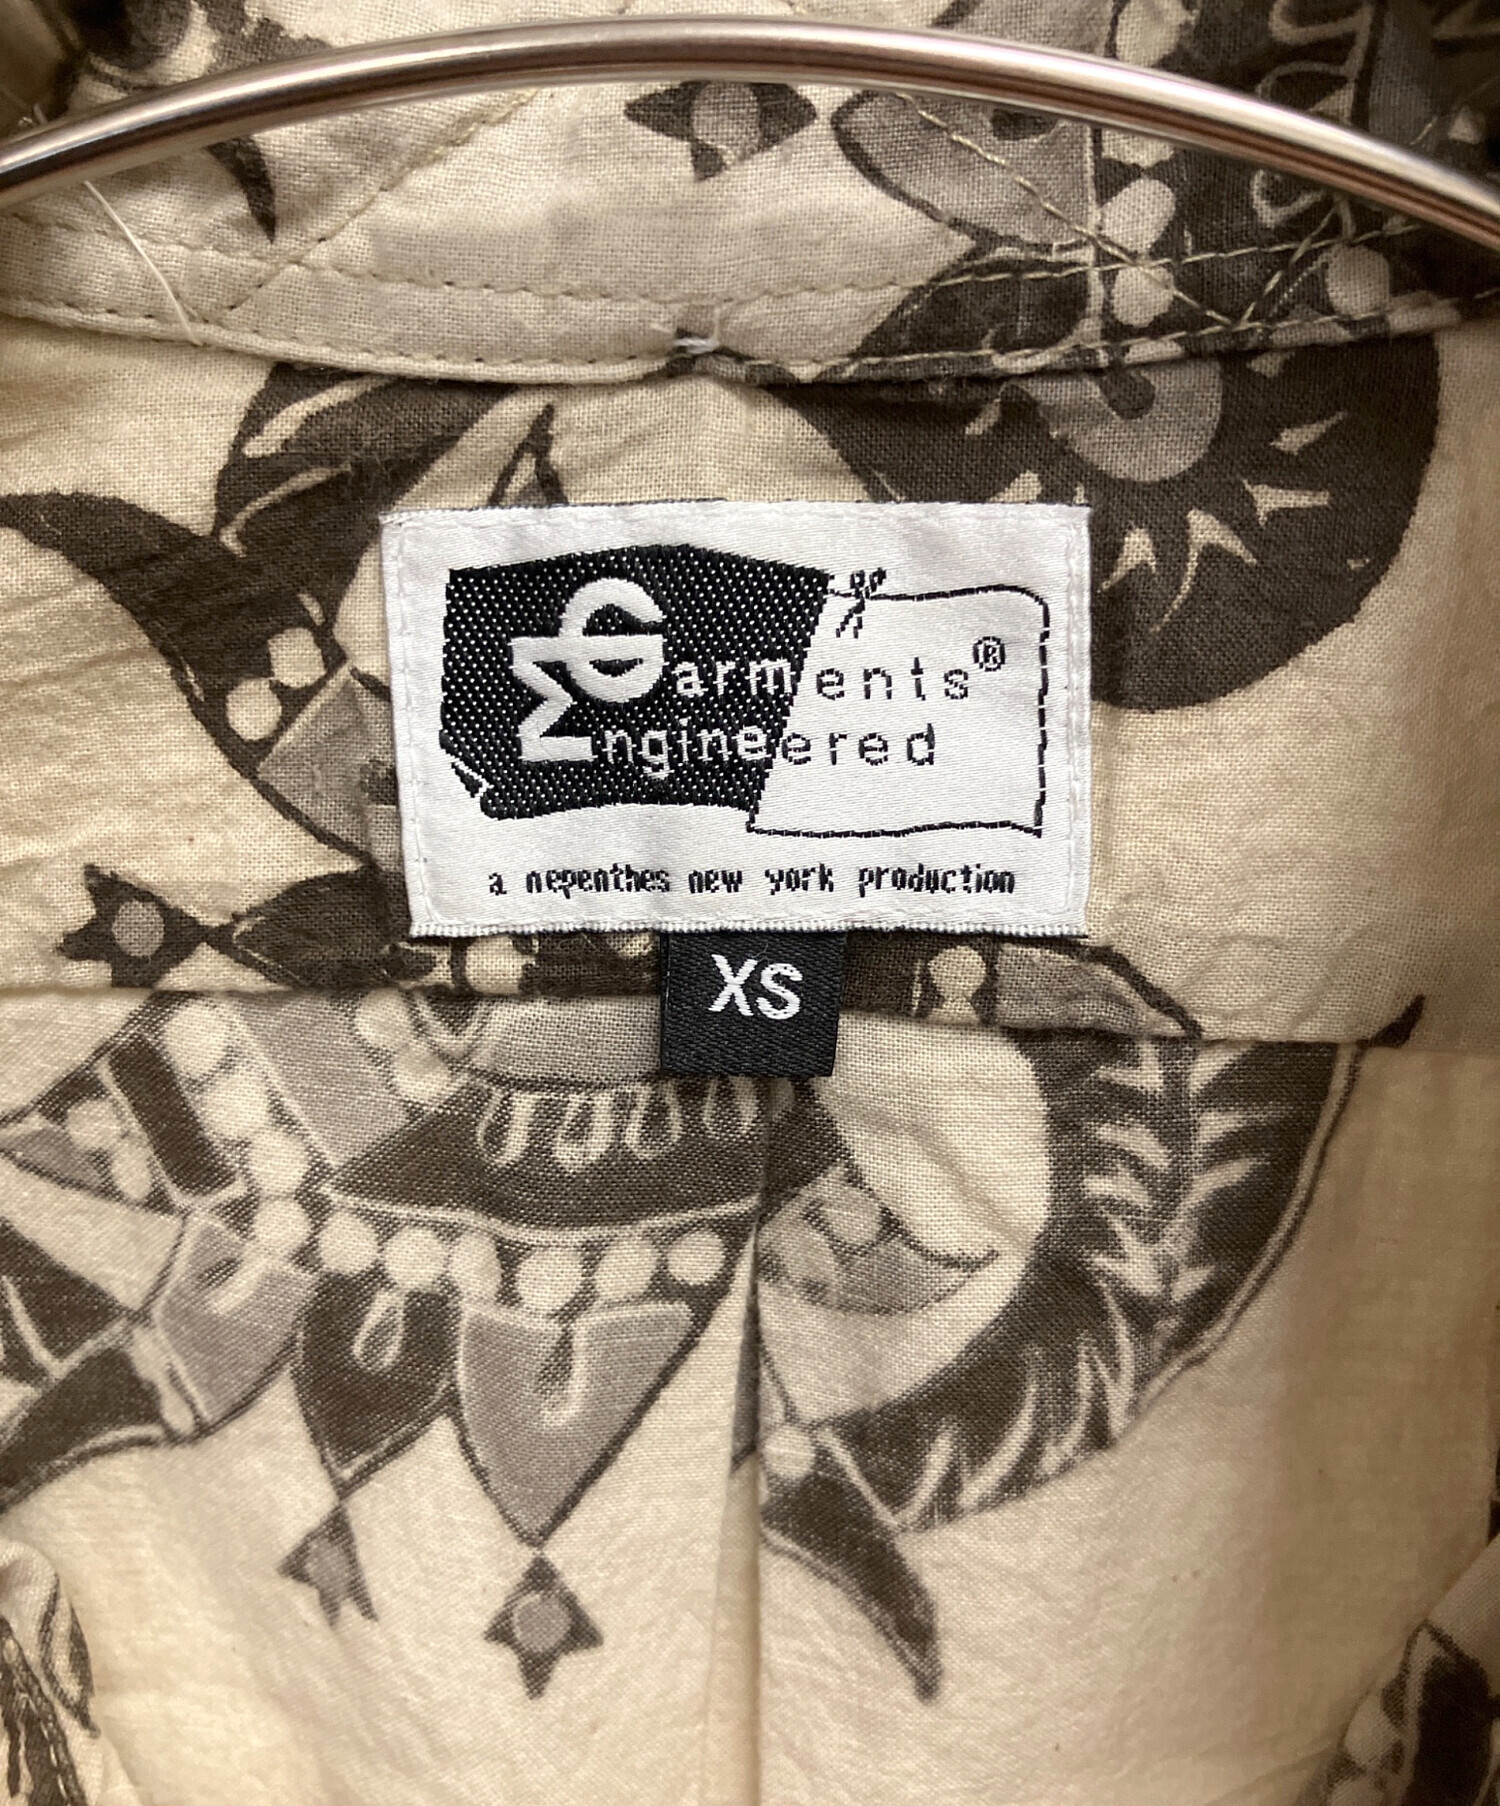 Garments®
Engineered
a nepenthes new york production
XS